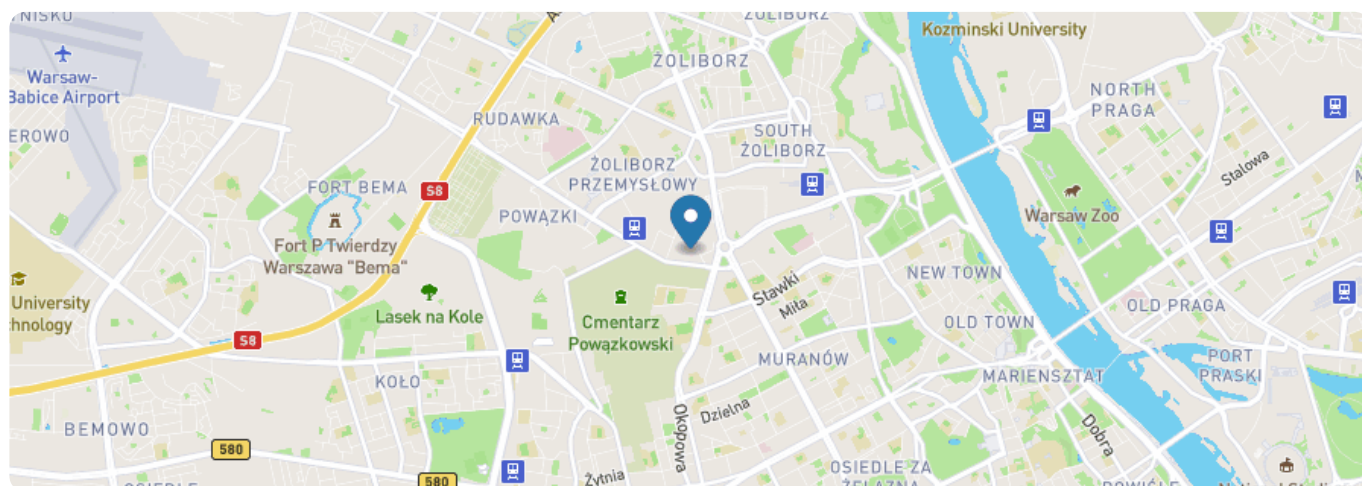 NISKO
ŻOLIBORZ
Kozminski University
Warsaw-
Babice Airport
ŻOLIBORZ
NORTH
PRAGA
EROWO
RUDAWKA
SOUTH
ŻOLIBORZ
Stalowa
ŻOLIBORZ
PRZEMYSŁOWY
FORT BEMA
S8
POWĄZKI
Warsaw Zoo
Fort P Twierdzy
Warszawa "Bema"
NEW TOWN
Stawki
Miła
University
chnology
Lasek na Kole
Cmentarz
Powązkowski
OLD PRAGA
OLD TOWN
S8
MURANÓW
PORT
PRASKI
KOŁO
MARIENSZTAT
Okopowa
Dzielna
Dobra
BEMOWO
580
OSIEDLE ZA
ŻELAZNĄ
Żytnia
580